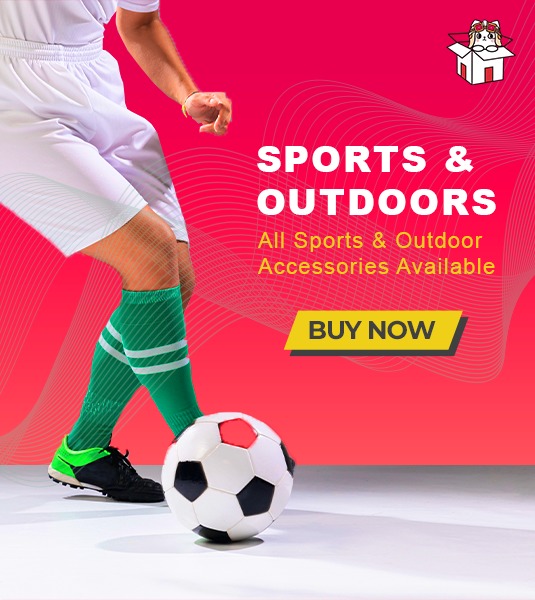 SPORTS &
OUTDOORS
All Sports & Outdoor
Accessories Available
BUY NOW